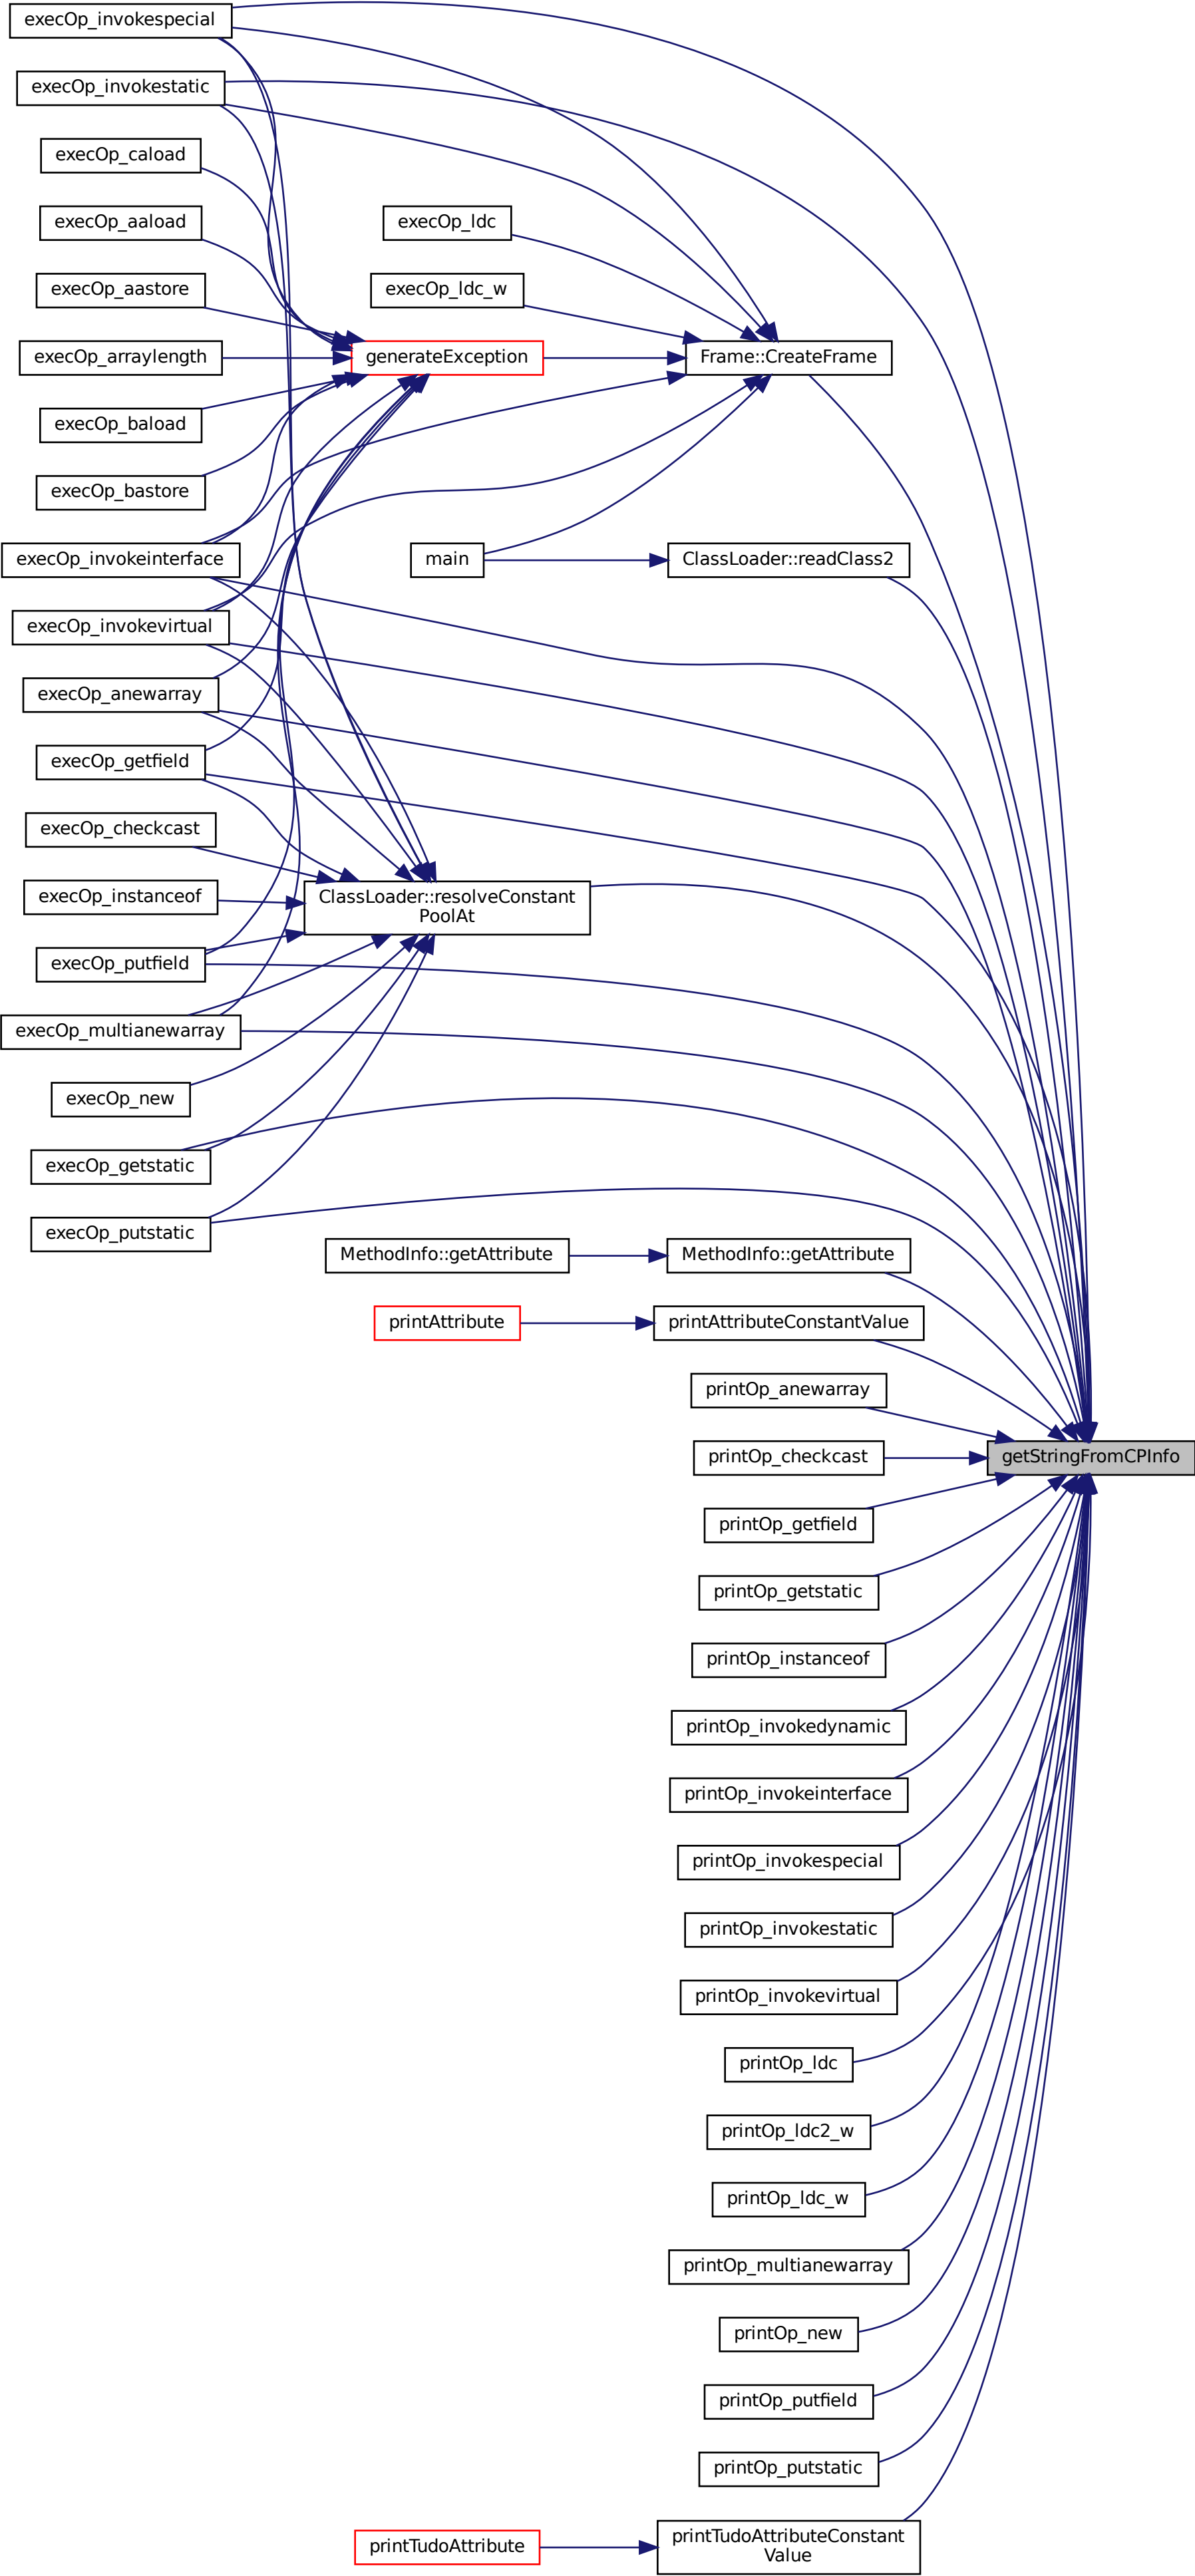 execOp_invokespecial
execOp_invokestatic
execOp_caload
execOp_aaload
execOp_ldc
execOp_aastore
execOp_ldc_w
execOp_arraylength
generateException
Frame::CreateFrame
execOp_baload
execOp_bastore
execOp_invokeinterface
main
ClassLoader::readClass2
execOp_invokevirtual
execOp_anewarray
execOp_getfield
execOp_checkcast
execOp_instanceof
ClassLoader::resolveConstant
PoolAt
execOp_putfield
execOp_multianewarray
execOp_new
execOp_getstatic
execOp_putstatic
MethodInfo::getAttribute
MethodInfo::getAttribute
printAttribute
printAttributeConstantValue
printOp_anewarray
printOp_checkcast
getStringFromCPInfo
printOp_getfield
printOp_getstatic
printOp_instanceof
printOp_invokedynamic
printOp_invokeinterface
printOp_invokespecial
printOp_invokestatic
printOp_invokevirtual
printOp_ldc
printOp_ldc2_w
printOp_ldc_w
printOp_multianewarray
printOp_new
printOp_putfield
printOp_putstatic
printTudoAttribute
printTudoAttributeConstant
Value